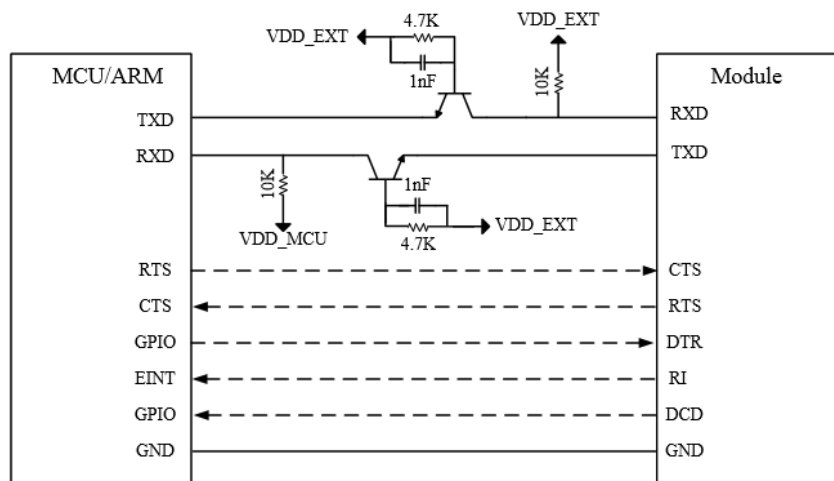 4.7K
VDD_EXT
VDD_EXT
1nF
10K
MCU/ARM
Module
TXD
RXD
RXD
TXD
10K
1nF
VDD_EXT
4.7K
VDD_MCU
RTS
CTS
CTS
RTS
GPIO
DTR
EINT
RI
GPIO
DCD
GND
GND